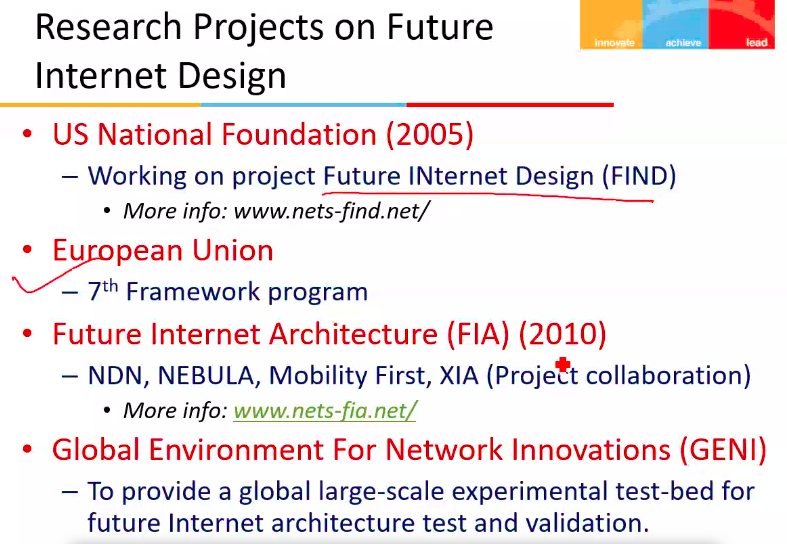 Research Projects on Future
Internet Design
innovate achieve lead
• US National Foundation (2005)
– Working on project Future INternet Design (FIND)
• More info: www.nets-find.net/
• European Union
– 7th Framework program
• Future Internet Architecture (FIA) (2010)
– NDN, NEBULA, Mobility First, XIA (Project collaboration)
• More info: www.nets-fia.net/
• Global Environment For Network Innovations (GENI)
– To provide a global large-scale experimental test-bed for
future Internet architecture test and validation.